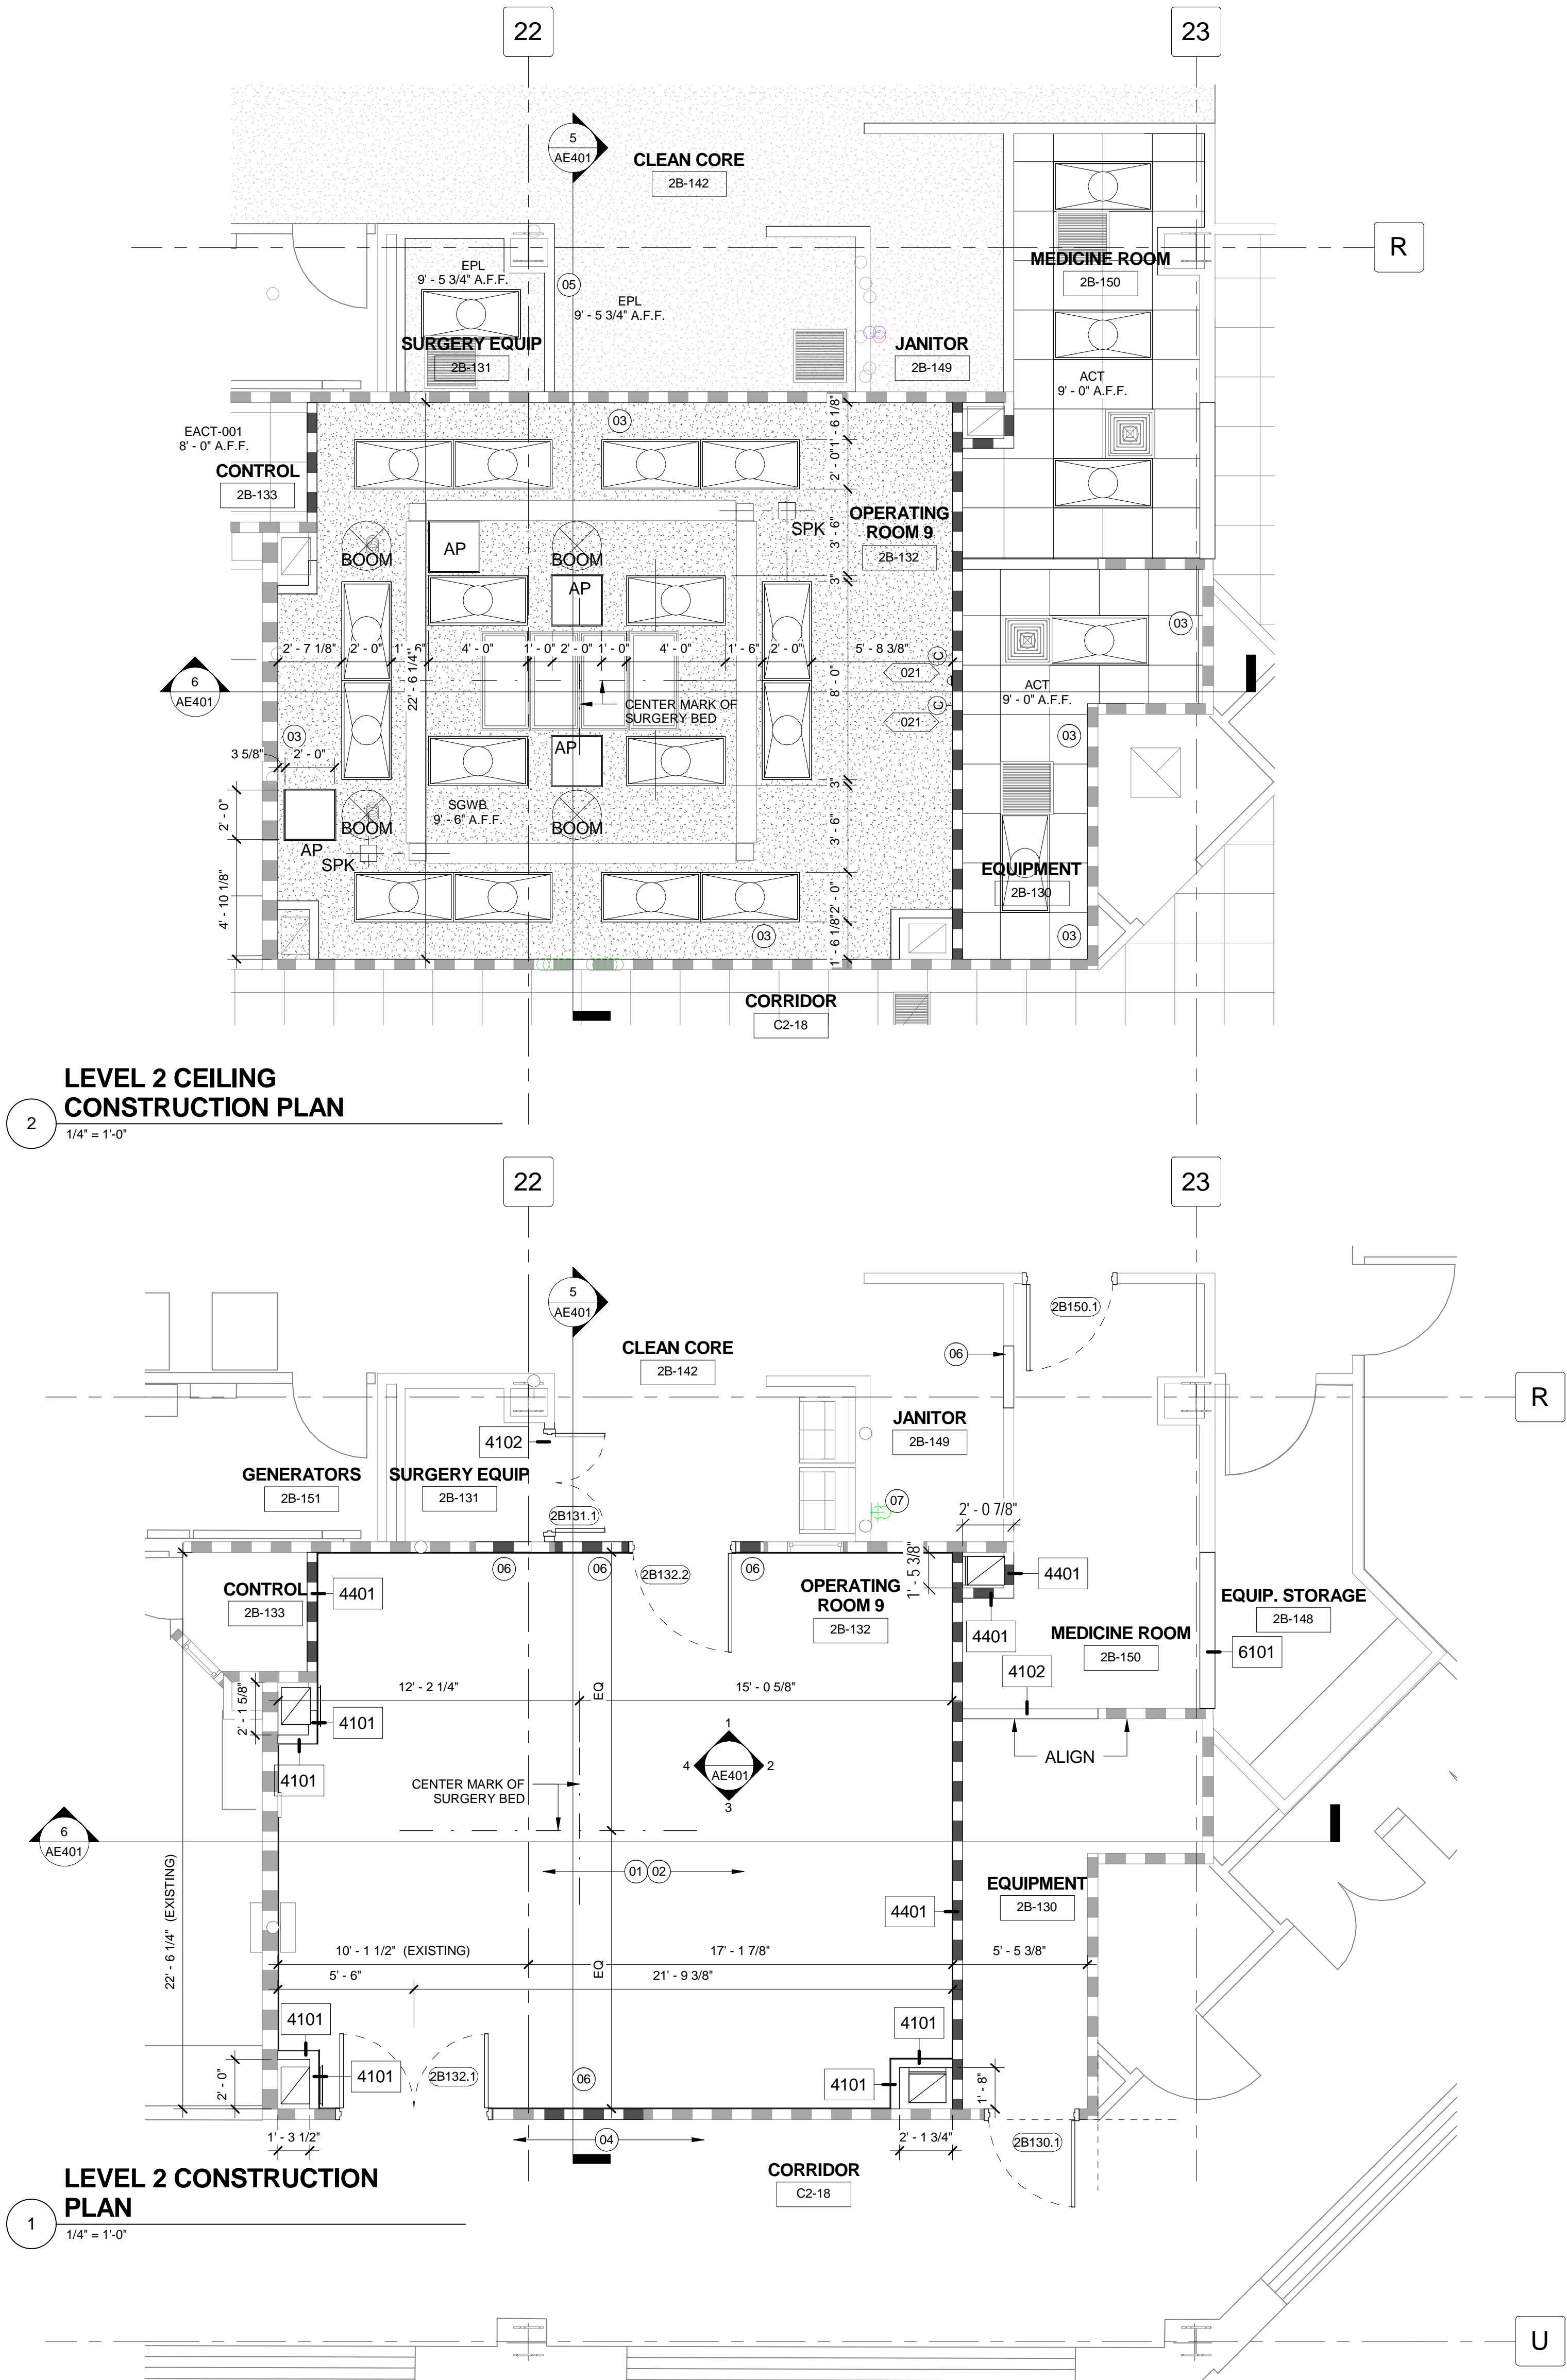 22
23
5
AE401
CLEAN CORE
2B-142
R
EPL
9' - 5 3/4" A.F.F.
05
EPL
9' - 5 3/4" A.F.F.
MEDICINE ROOM
2B-150
SURGERY EQUIP
2B-131
JANITOR
2B-149
ACT
9' - 0" A.F.F.
EACT-001
8' - 0" A.F.F.
CONTROL
2B-133
03
1' - 6 1/8"
2' - 0"
OPERATING
ROOM 9
2B-132
SPK
3' - 6"
BOOM
AP
BOOM
3"
AP
03
2' - 7 1/8"
2' - 0"
4' - 0"
1' - 0"
2' - 0"
1' - 0"
4' - 0"
1' - 6"
2' - 0"
5' - 8 3/8"
C
021
22' - 6 1/4"
8' - 0"
6
AE401
CENTER MARK OF
SURGERY BED
C
021
ACT
9' - 0" A.F.F.
03
03
3 5/8"
2' - 0"
AP
2' - 0"
3"
SGWB
9' - 6" A.F.F.
BOOM
BOOM
3' - 6"
AP
SPK
EQUIPMENT
2B-130
4' - 10 1/8"
2' - 0"
03
03
1' - 6 1/8"
CORRIDOR
C2-18
LEVEL 2 CEILING
CONSTRUCTION PLAN
2
1/4" = 1'-0"
22
23
5
AE401
2B150.1
CLEAN CORE
2B-142
06
R
JANITOR
2B-149
4102
GENERATORS
2B-151
SURGERY EQUIP
2B-131
07
2B131.1
2' - 0 7/8"
06
06
2B132.2
06
1' - 5 3/8"
4401
CONTROL
2B-133
4401
OPERATING
ROOM 9
2B-132
EQUIP. STORAGE
2B-148
4401
MEDICINE ROOM
2B-150
6101
4102
12' - 2 1/4"
EQ
15' - 0 5/8"
2' - 1 5/8"
4101
1
4
AE401
2
3
ALIGN
4101
CENTER MARK OF
SURGERY BED
6
AE401
01
02
22' - 6 1/4" (EXISTING)
EQUIPMENT
2B-130
4401
10' - 1 1/2" (EXISTING)
17' - 1 7/8"
5' - 5 3/8"
EQ
5' - 6"
21' - 9 3/8"
4101
4101
4101
2B132.1
06
4101
2' - 0"
1' - 8"
1' - 3 1/2"
04
2' - 1 3/4"
2B130.1
CORRIDOR
C2-18
LEVEL 2 CONSTRUCTION
PLAN
1
1/4" = 1'-0"
U